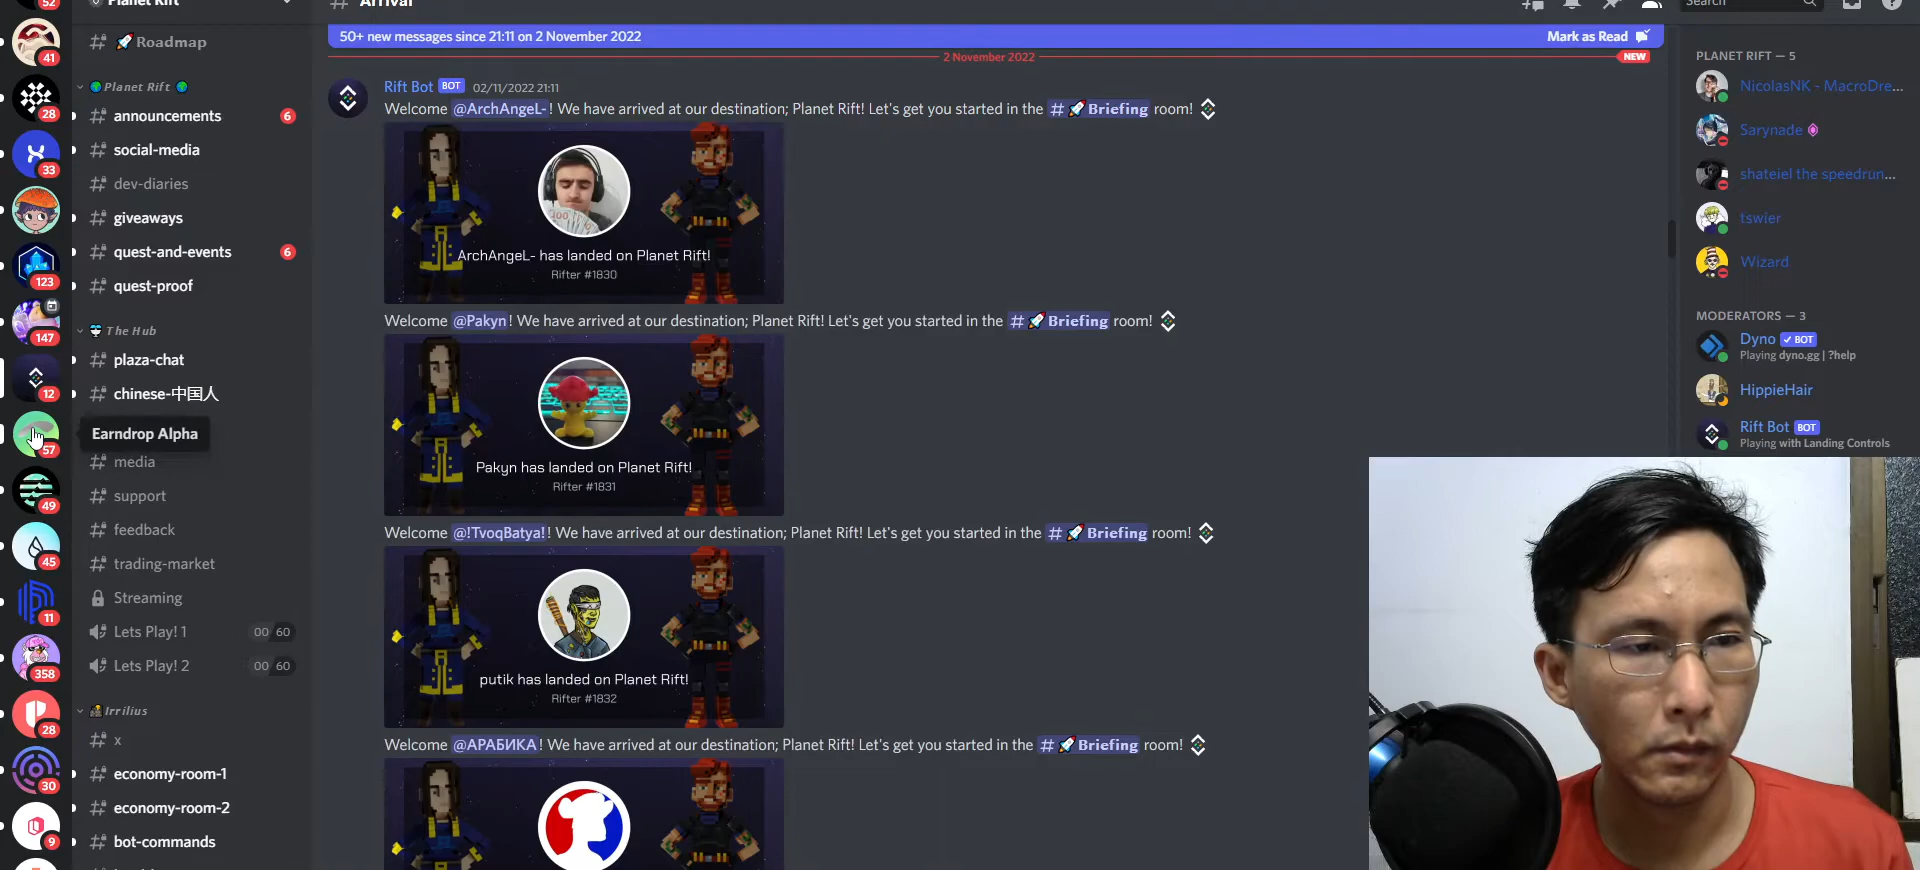 52
41
28
33
123
147
12
57
49
45
11
358
28
30
9
Planet Rift
Roadmap
Planet Rift
announcements 6
social-media
dev-diaries
giveaways
quest-and-events 6
quest-proof
The Hub
plaza-chat
chinese-中国人
Earndrop Alpha
media
support
feedback
trading-market
Streaming
Lets Play! 1 00 60
Lets Play! 2 00 60
Irrilius
x
economy-room-1
economy-room-2
bot-commands
# Arrival
Search
50+ new messages since 21:11 on 2 November 2022 Mark as Read
2 November 2022 NEW
Rift Bot BOT 02/11/2022 21:11
Welcome @ArchAngeL-! We have arrived at our destination; Planet Rift! Let's get you started in the # Briefing room!
ArchAngeL- has landed on Planet Rift!
Rifter #1830
Welcome @Pakyn! We have arrived at our destination; Planet Rift! Let's get you started in the # Briefing room!
Pakyn has landed on Planet Rift!
Rifter #1831
Welcome @!TvoqBatya!! We have arrived at our destination; Planet Rift! Let's get you started in the # Briefing room!
putik has landed on Planet Rift!
Rifter #1832
Welcome @АРАБИКА! We have arrived at our destination; Planet Rift! Let's get you started in the # Briefing room!
PLANET RIFT — 5
NicolasNK - MacroDre...
Sarynade
shateiel the speedrun...
tswier
Wizard
MODERATORS — 3
Dyno BOT
Playing dyno.gg | ?help
HippieHair
Rift Bot BOT
Playing with Landing Controls